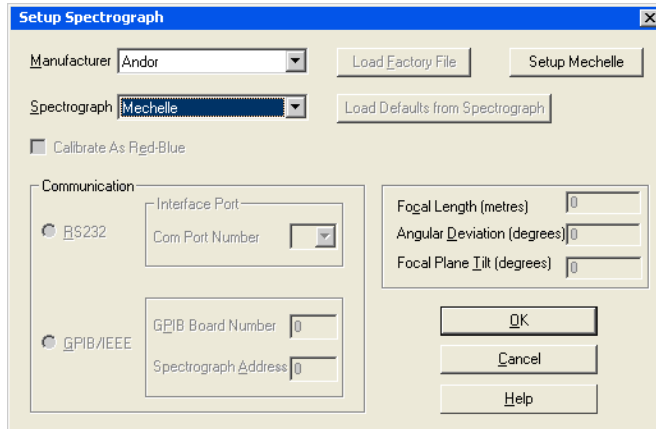 Setup Spectrograph
Manufacturer Andor Load Factory File Setup Mechelle
Spectrograph Mechelle Load Defaults from Spectrograph
Calibrate As Red-Blue
Communication
Interface Port
RS232 Com Port Number
GPIB/IEEE GPIB Board Number 0
Spectrograph Address 0
Focal Length (metres) 0
Angular Deviation (degrees) 0
Focal Plane Tilt (degrees) 0
OK
Cancel
Help